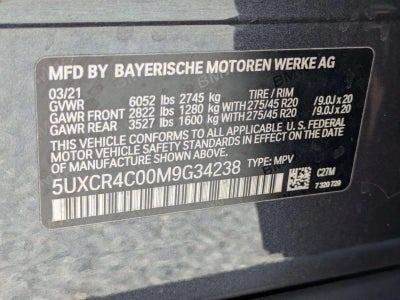 MFD BY BAYERISCHE MOTOREN WERKE AG
03/21
GVWR 6052 lbs 2745 kg TIRE / RIM
GAWR FRONT 2822 lbs 1280 kg WITH 275/45 R20 /9.0J x 20
GAWR REAR 3527 lbs 1600 kg WITH 275/45 R20 /9.0J x 20
THIS VEHICLE CONFORMS TO ALL APPLICABLE U.S. FEDERAL
MOTOR VEHICLE SAFETY STANDARDS IN EFFECT
ON THE DATE OF MANUFACTURE SHOWN ABOVE.
5UXCR4C00M9G34238 TYPE: MPV
C27M
7 320 729